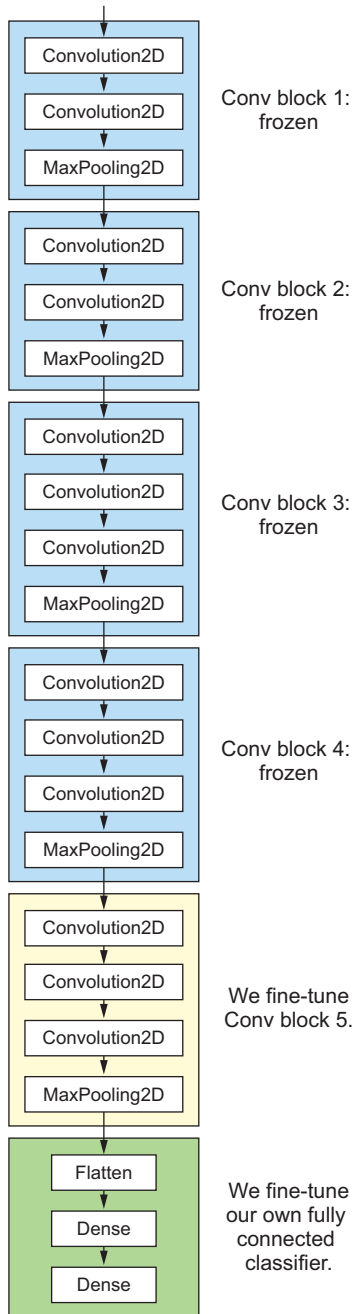 Convolution2D
Convolution2D
MaxPooling2D
Conv block 1:
frozen
Convolution2D
Convolution2D
MaxPooling2D
Conv block 2:
frozen
Convolution2D
Convolution2D
Convolution2D
MaxPooling2D
Conv block 3:
frozen
Convolution2D
Convolution2D
Convolution2D
MaxPooling2D
Conv block 4:
frozen
Convolution2D
Convolution2D
Convolution2D
MaxPooling2D
We fine-tune
Conv block 5.
Flatten
Dense
Dense
We fine-tune
our own fully
connected
classifier.